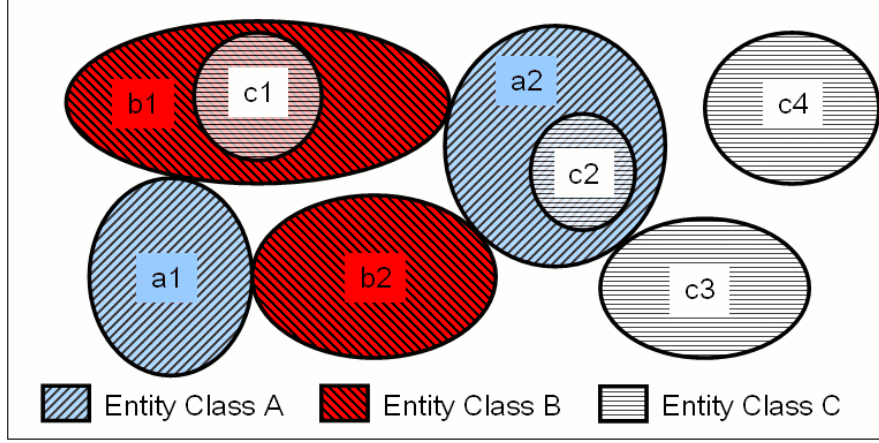 b1
c1
a2
c4
c2
a1
b2
c3
Entity Class A
Entity Class B
Entity Class C